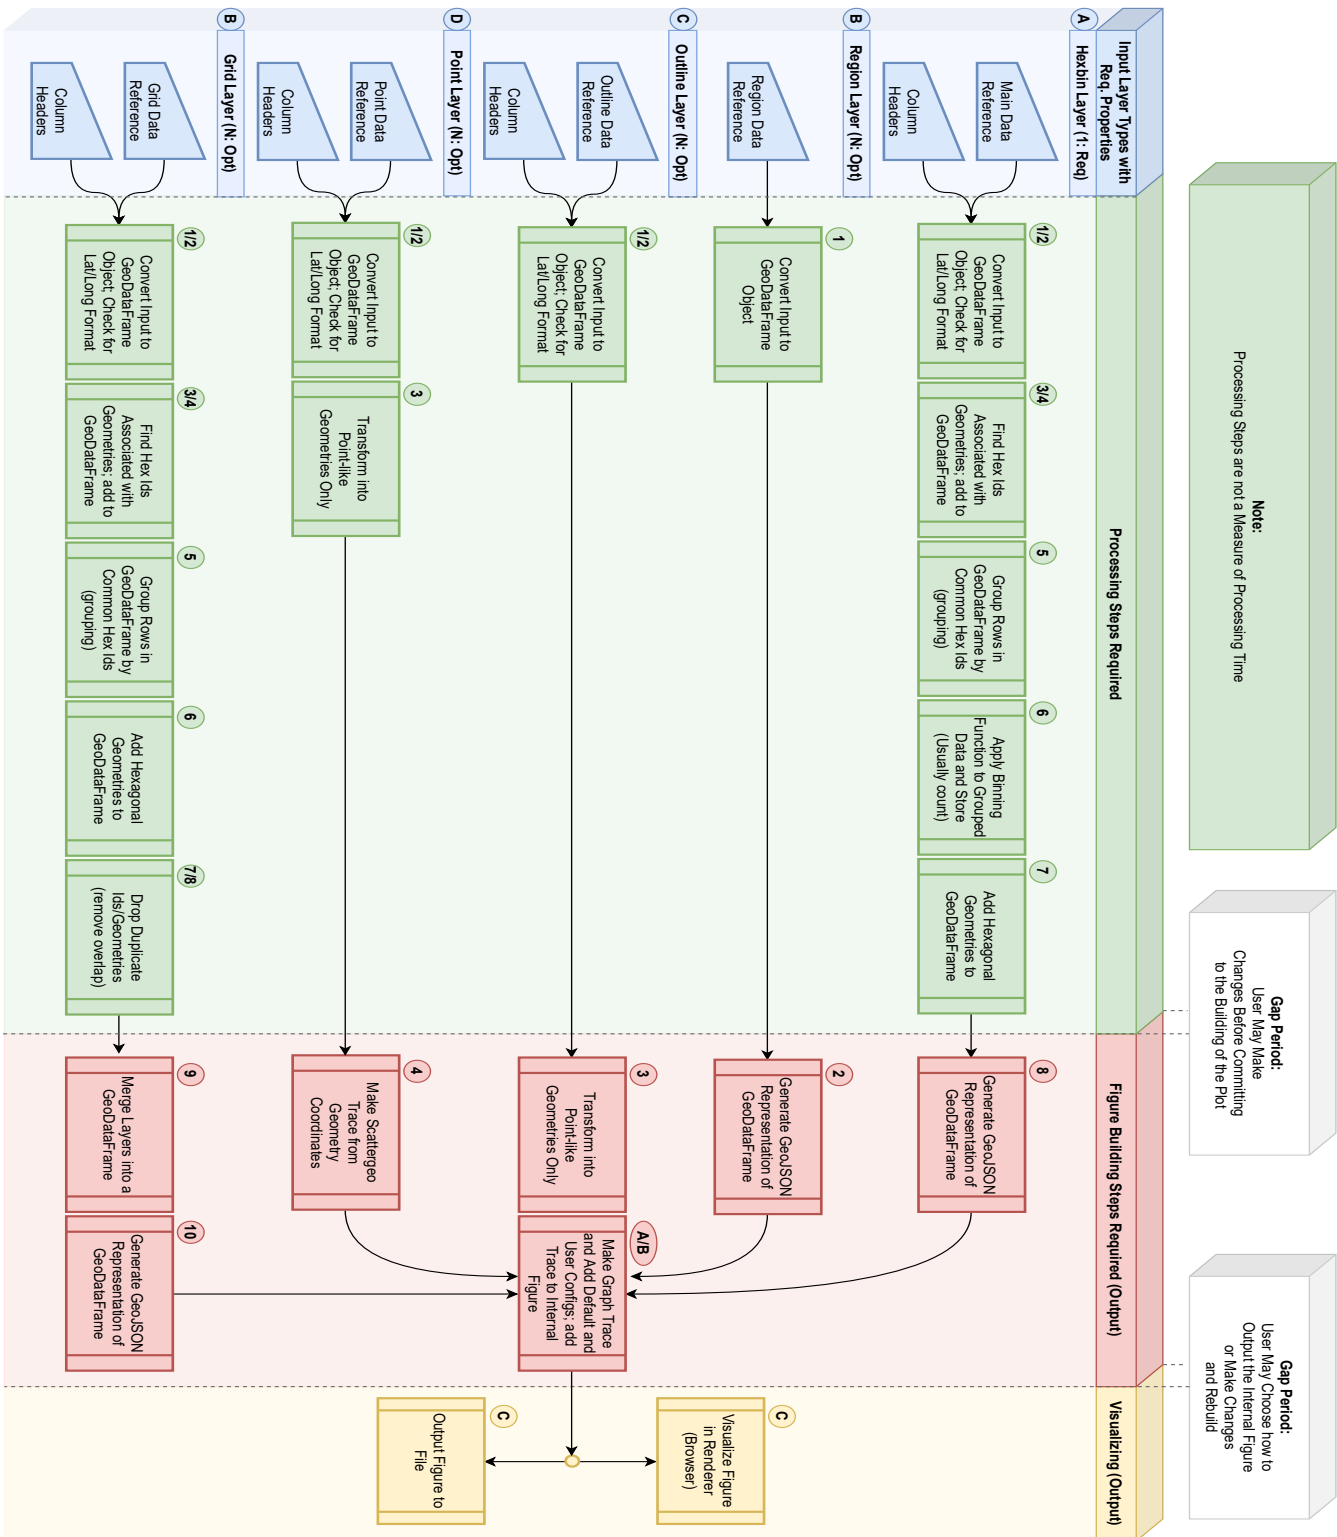 Note:
Processing Steps are not a Measure of Processing Time
Gap Period:
User May Make
Changes Before Committing
to the Building of the Plot
Gap Period:
User May Choose how to
Output the Internal Figure
or Make Changes
and Rebuild
Input Layer Types with
Req. Properties
Processing Steps Required
Figure Building Steps Required (Output)
Visualizing (Output)
A
Hexbin Layer (1: Req)
Main Data
Reference
Column
Headers
1/2
Convert Input to
GeoDataFrame
Object; Check for
Lat/Long Format
3/4
Find Hex Ids
Associated with
Geometries; add to
GeoDataFrame
5
Group Rows in
GeoDataFrame by
Common Hex Ids
(grouping)
6
Apply Binning
Function to Grouped
Data and Store
(Usually count)
7
Add Hexagonal
Geometries to
GeoDataFrame
8
Generate GeoJSON
Representation of
GeoDataFrame
B
Region Layer (N: Opt)
Region Data
Reference
1
Convert Input to
GeoDataFrame
Object
2
Generate GeoJSON
Representation of
GeoDataFrame
C
Visualize Figure
in Renderer
(Browser)
C
Outline Layer (N: Opt)
Outline Data
Reference
Column
Headers
1/2
Convert Input to
GeoDataFrame
Object; Check for
Lat/Long Format
3
Transform into
Point-like
Geometries Only
A/B
Make Graph Trace
and Add Default and
User Configs; add
Trace to Internal
Figure
C
Output Figure to
File
D
Point Layer (N: Opt)
Point Data
Reference
Column
Headers
1/2
Convert Input to
GeoDataFrame
Object; Check for
Lat/Long Format
3
Transform into
Point-like
Geometries Only
4
Make Scattergeo
Trace from
Geometry
Coordinates
B
Grid Layer (N: Opt)
Grid Data
Reference
Column
Headers
1/2
Convert Input to
GeoDataFrame
Object; Check for
Lat/Long Format
3/4
Find Hex Ids
Associated with
Geometries; add to
GeoDataFrame
5
Group Rows in
GeoDataFrame by
Common Hex Ids
(grouping)
6
Add Hexagonal
Geometries to
GeoDataFrame
7/8
Drop Duplicate
Ids/Geometries
(remove overlap)
9
Merge Layers into a
GeoDataFrame
10
Generate GeoJSON
Representation of
GeoDataFrame